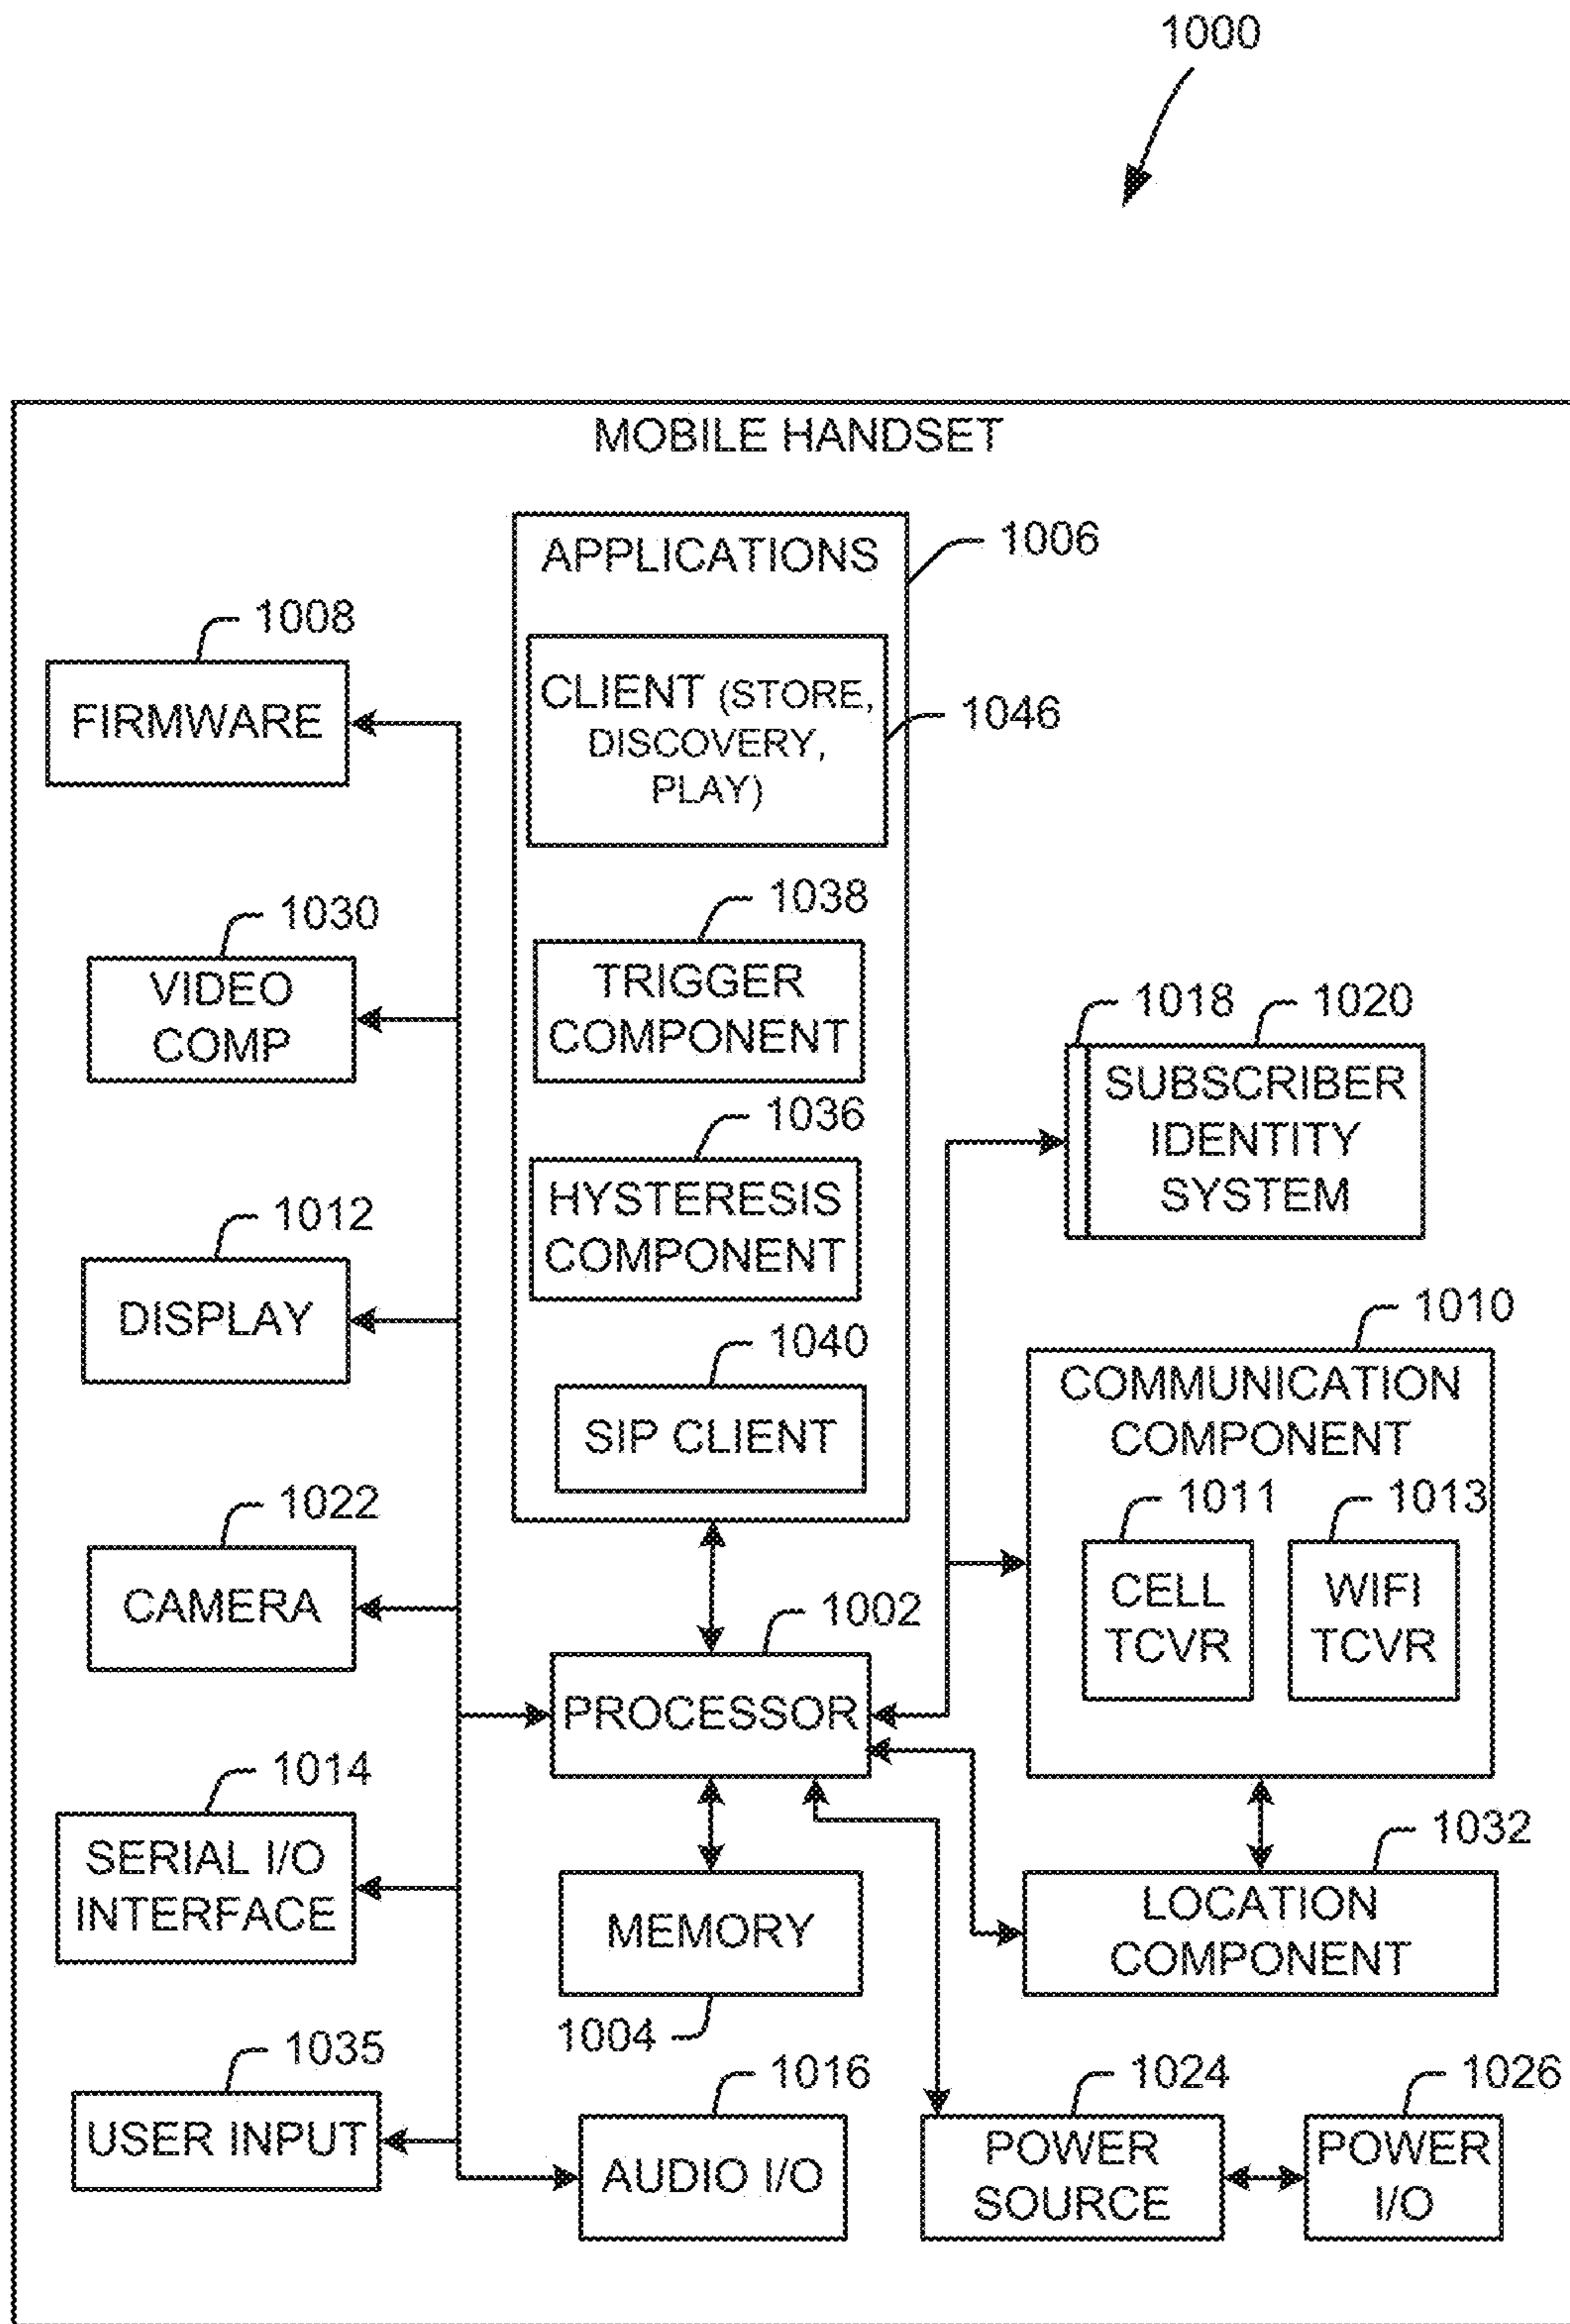 1000
MOBILE HANDSET
APPLICATIONS
1006
CLIENT (STORE,
DISCOVERY,
PLAY)
1046
1008
FIRMWARE
1038
TRIGGER
COMPONENT
1030
VIDEO
COMP
1018
1020
SUBSCRIBER
IDENTITY
SYSTEM
1036
HYSTERESIS
COMPONENT
1012
DISPLAY
1040
SIP CLIENT
1010
COMMUNICATION
COMPONENT
1011
CELL
TCVR
1013
WIFI
TCVR
1022
CAMERA
1002
PROCESSOR
1014
SERIAL I/O
INTERFACE
MEMORY
1004
1032
LOCATION
COMPONENT
1035
USER INPUT
1016
AUDIO I/O
1024
POWER
SOURCE
1026
POWER
I/O